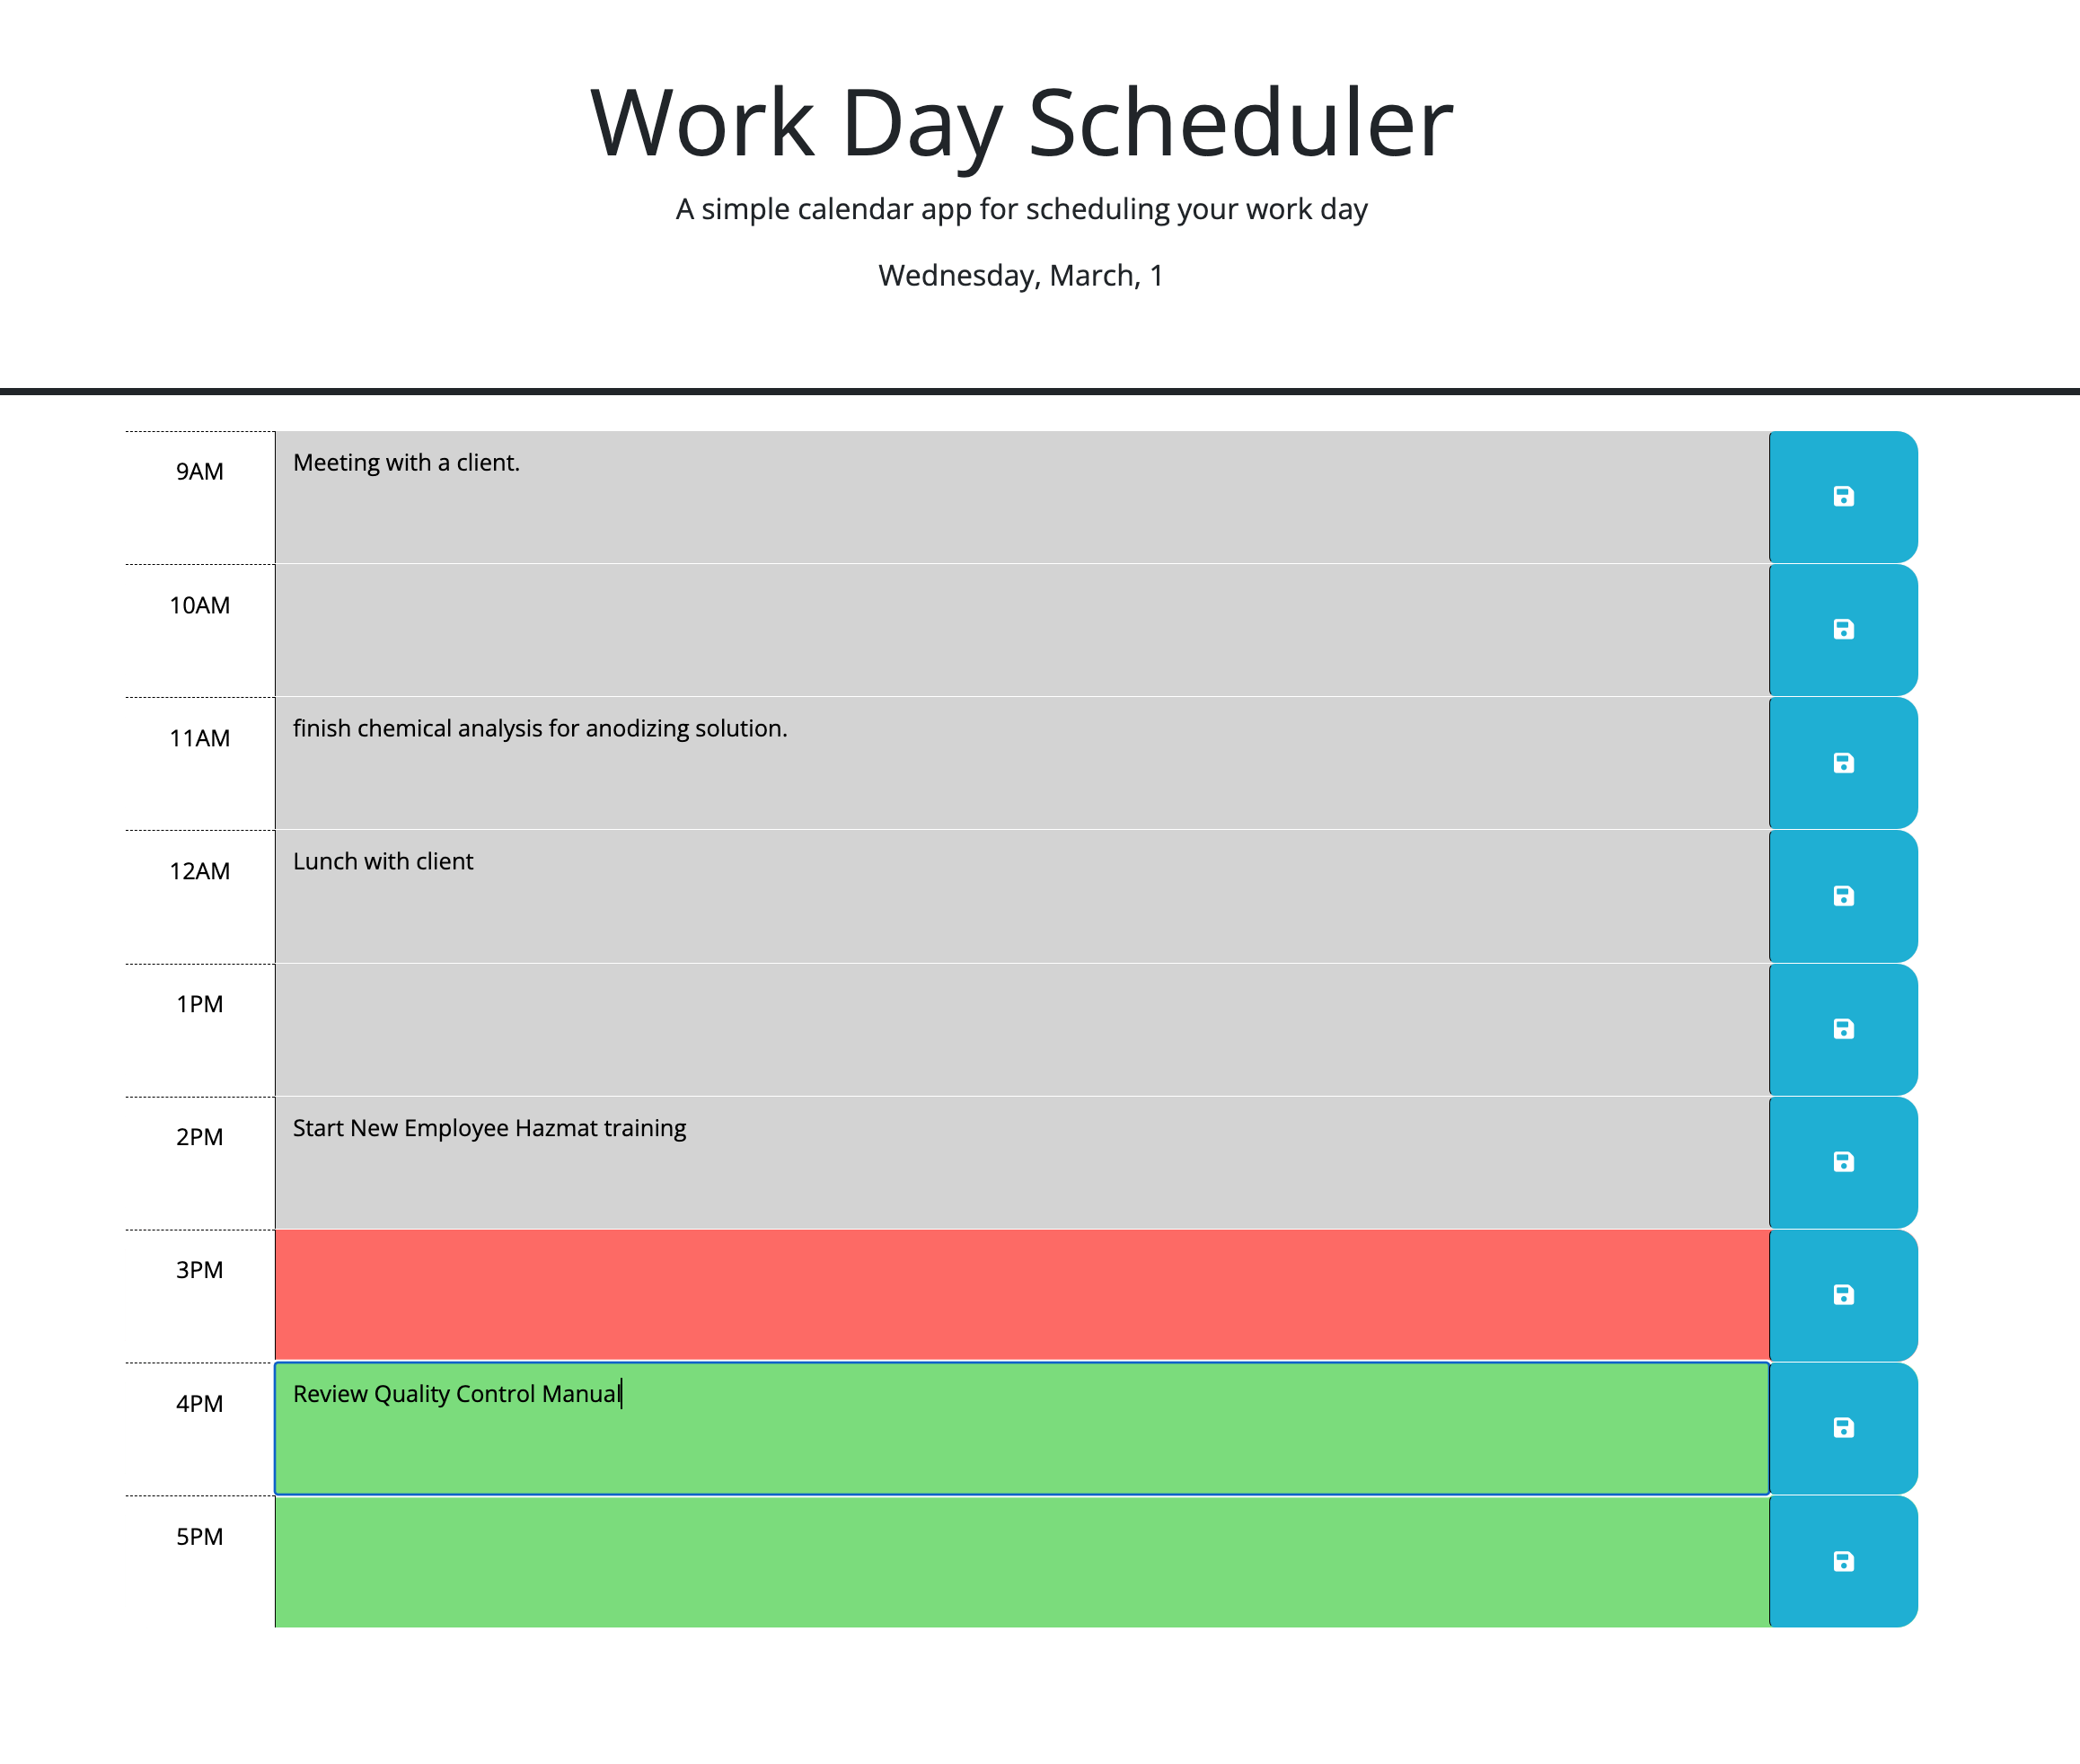 Work Day Scheduler
A simple calendar app for scheduling your work day
Wednesday, March, 1
9AM
Meeting with a client.
10AM
11AM
finish chemical analysis for anodizing solution.
12AM
Lunch with client
1PM
2PM
Start New Employee Hazmat training
3PM
4PM
Review Quality Control Manual
5PM